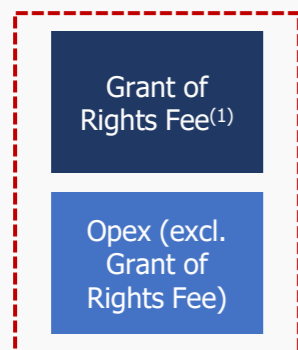 Grant of
Rights Fee(1)
Opex (excl.
Grant of
Rights Fee)